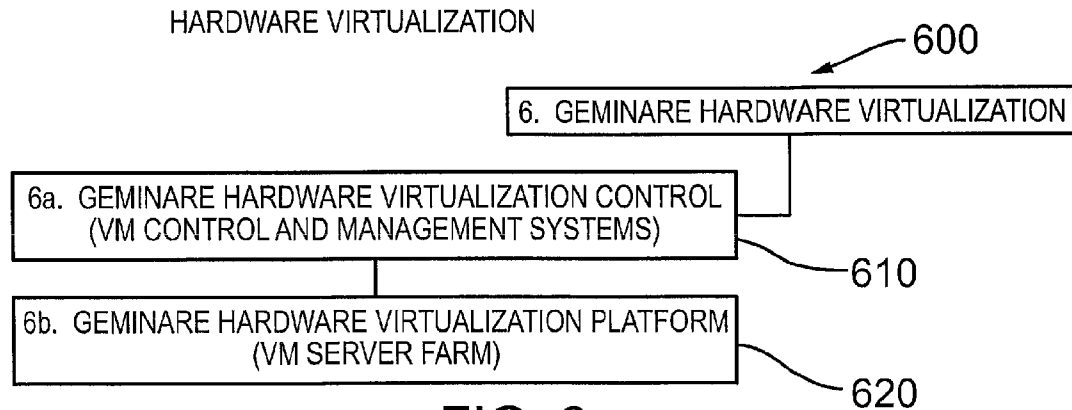 HARDWARE VIRTUALIZATION
600
6. GEMINARE HARDWARE VIRTUALIZATION
6a. GEMINARE HARDWARE VIRTUALIZATION CONTROL
(VM CONTROL AND MANAGEMENT SYSTEMS)
610
6b. GEMINARE HARDWARE VIRTUALIZATION PLATFORM
(VM SERVER FARM)
620